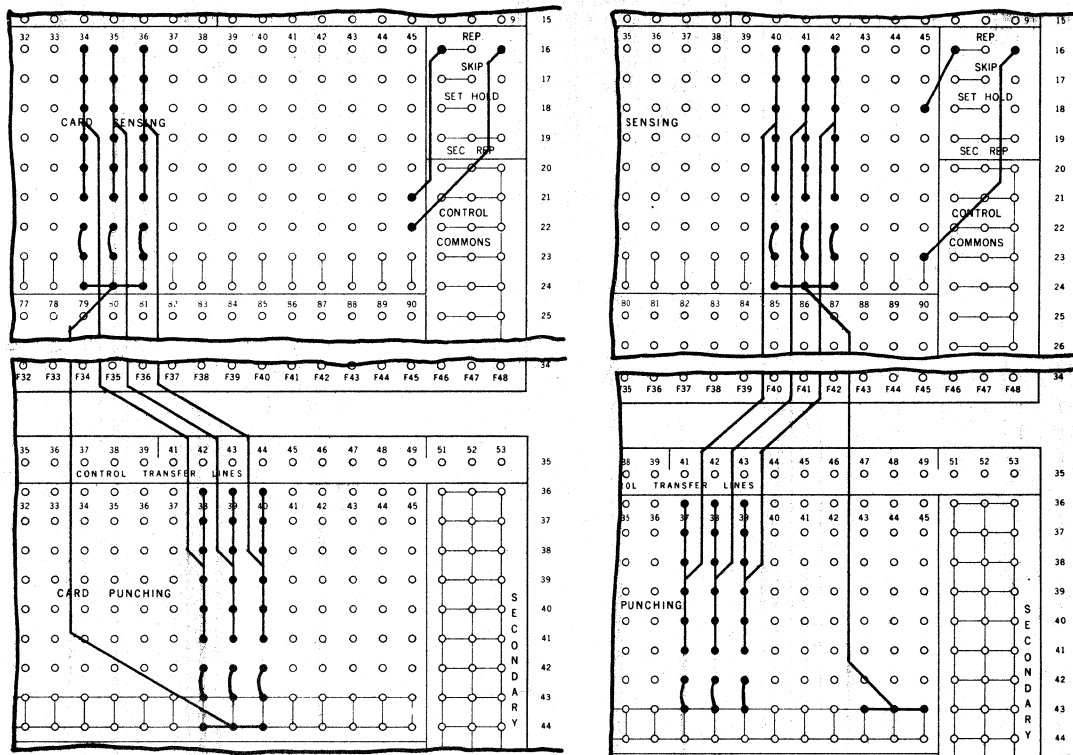 9 15
32 33 34 35 36 37 38 39 40 41 42 43 44 45 REP. 16
SKIP
17
SET HOLD
18
CARD SENSING
19
SEC REP
20
21
CONTROL
22
COMMONS
23
24
77 78 79 80 81 82 83 84 85 86 87 88 89 90
25
34
F32 F33 F34 F35 F36 F37 F38 F39 F40 F41 F42 F43 F44 F45 F46 F47 F48
35 36 37 38 39 40 41 42 43 44 45 46 47 48 49 51 52 53
35
CONTROL TRANSFER LINES
36
32 33 34 35 36 37 38 39 40 41 42 43 44 45
37
38
39
CARD PUNCHING
40
41
42
43
44
SECONDARY
9 15
35 36 37 38 39 40 41 42 43 44 45 REP. 16
SKIP
17
SET HOLD
18
SENSING
19
SEC. REP
20
21
CONTROL
22
COMMONS
23
24
80 81 82 83 84 85 86 87 88 89 90
25
26
34
F35 F36 F37 F38 F39 F40 F41 F42 F43 F44 F45 F46 F47 F48
38 39 41 42 43 44 45 46 47 48 49 51 52 53
35
OL TRANSFER LINES
36
35 36 37 38 39 40 41 42 43 44 45
37
38
39
PUNCHING
40
41
42
43
44
SECONDARY